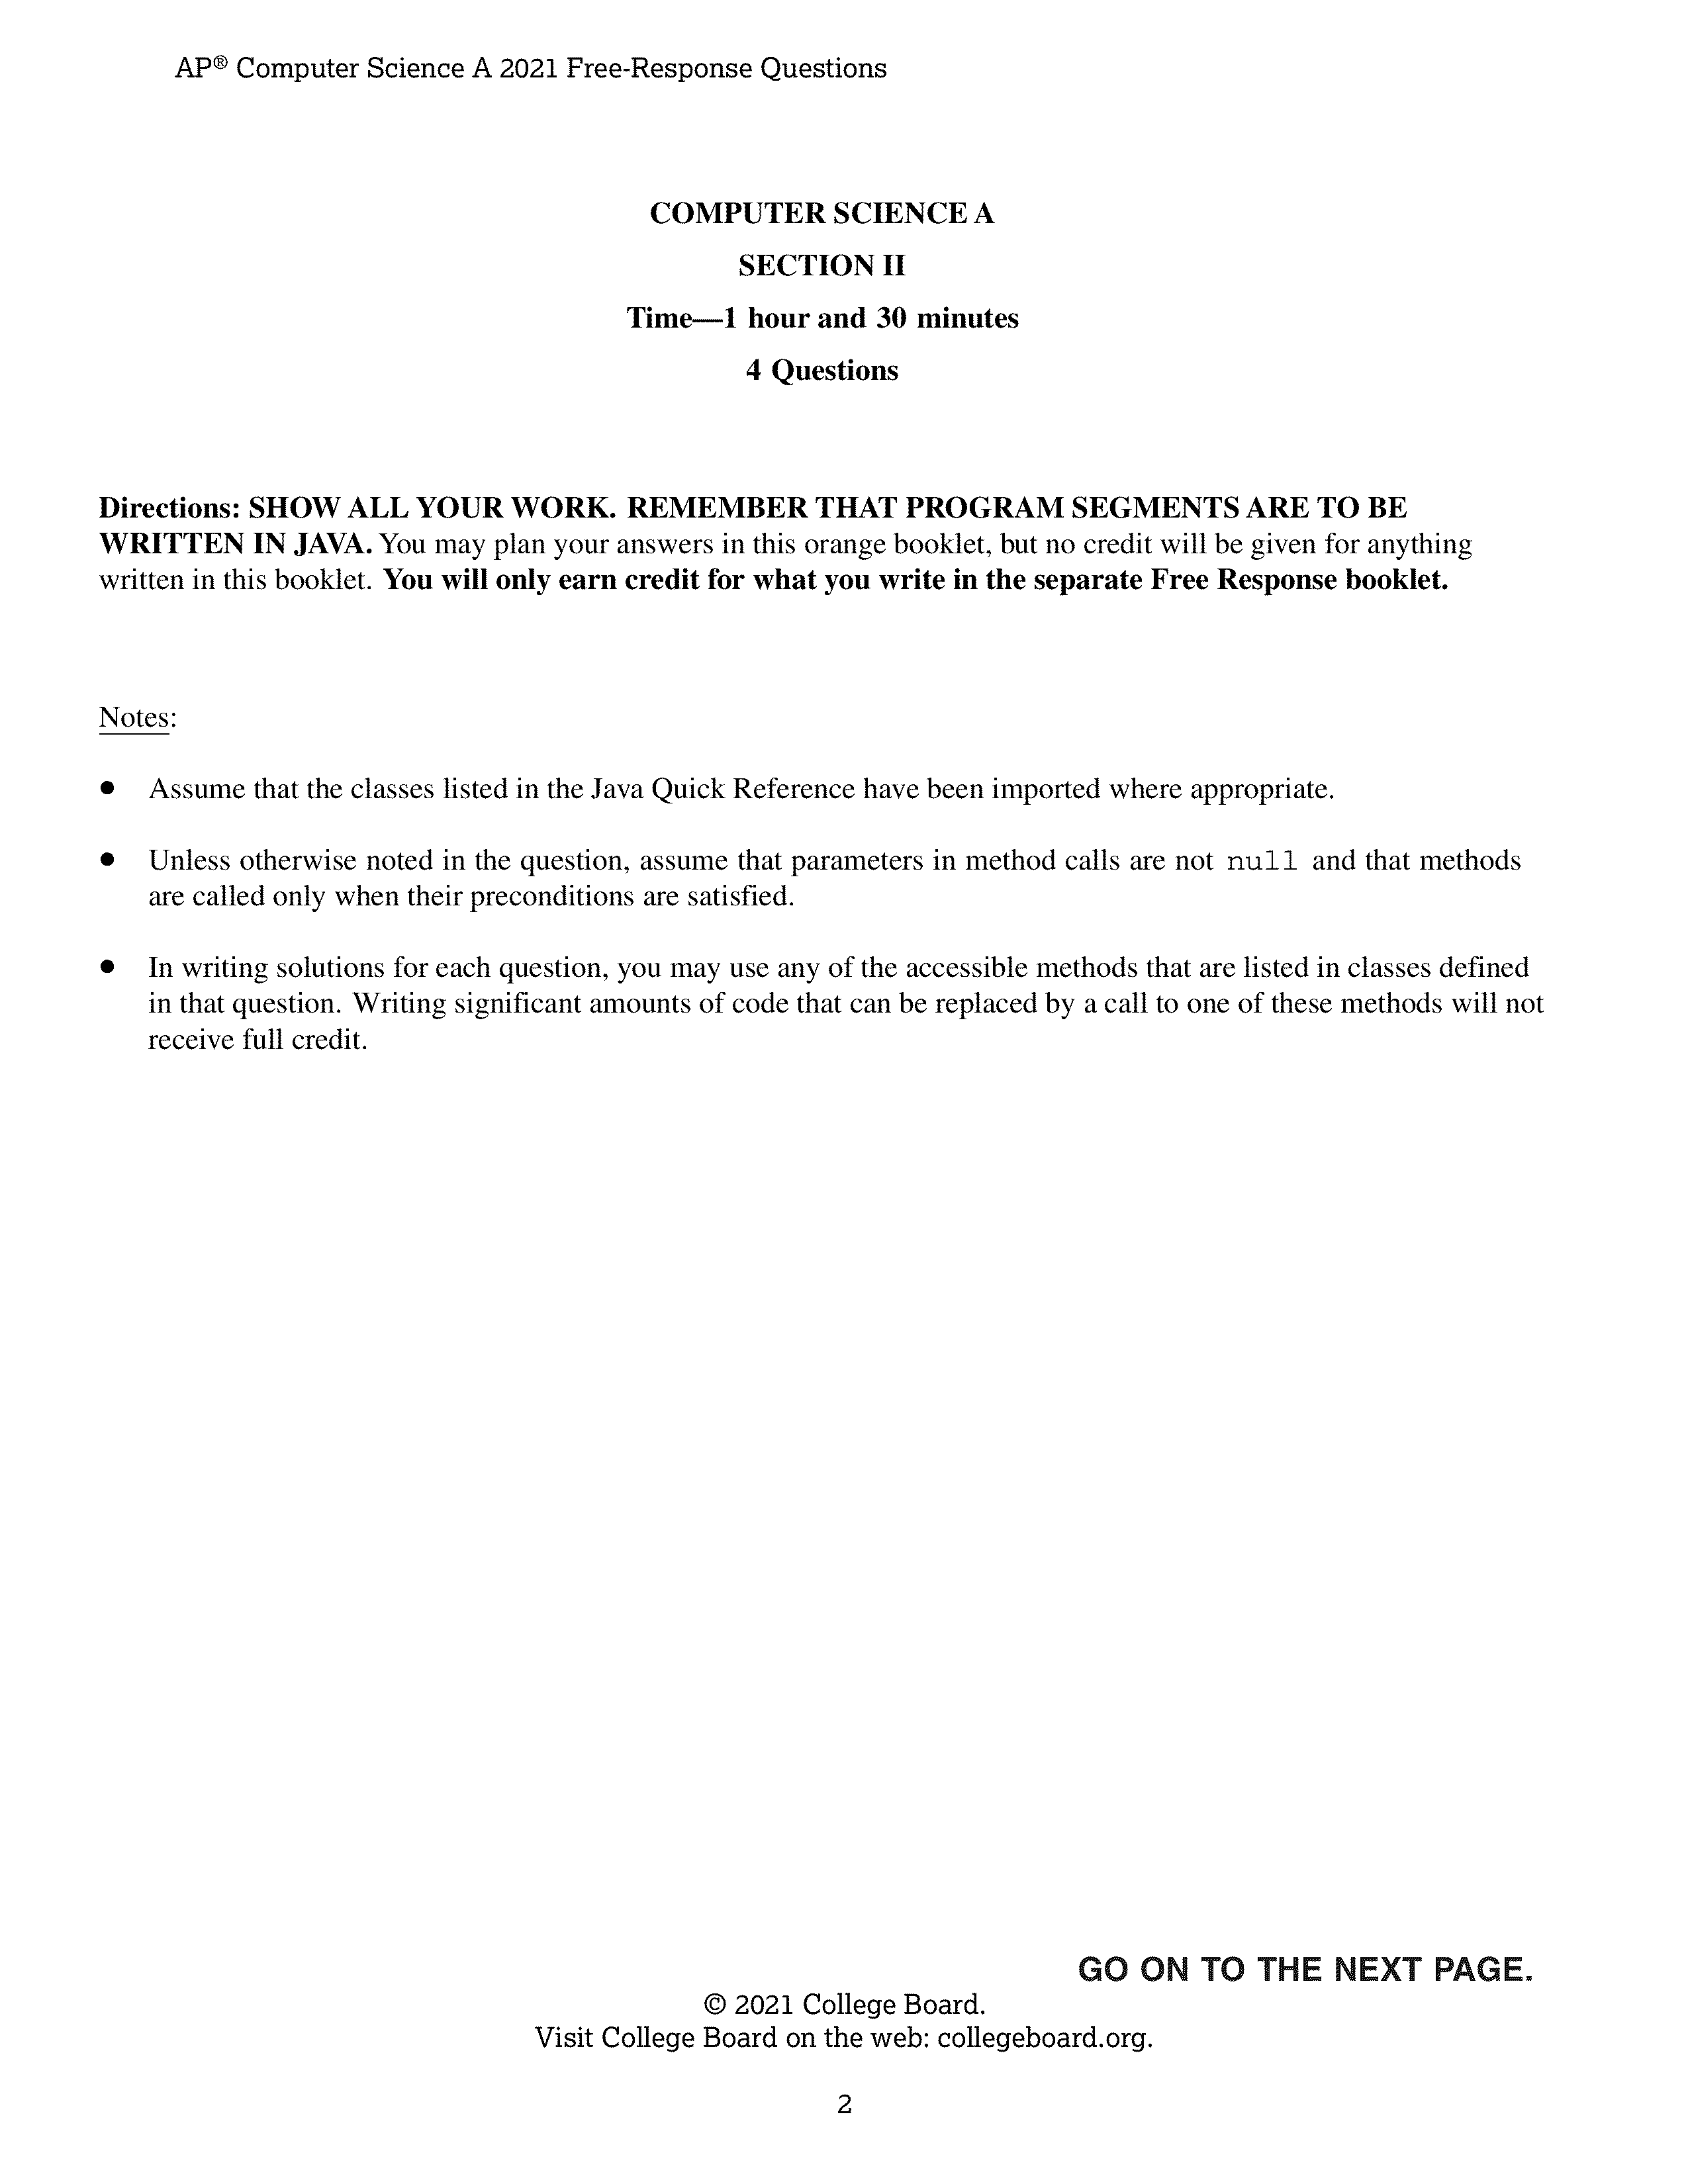 AP® Computer Science A 2021 Free-Response Questions
COMPUTER SCIENCE A
SECTION II
Time—1 hour and 30 minutes
4 Questions
Directions: SHOW ALL YOUR WORK. REMEMBER THAT PROGRAM SEGMENTS ARE TO BE
WRITTEN IN JAVA. You may plan your answers in this orange booklet, but no credit will be given for anything
written in this booklet. You will only earn credit for what you write in the separate Free Response booklet.
Notes:
● Assume that the classes listed in the Java Quick Reference have been imported where appropriate.
● Unless otherwise noted in the question, assume that parameters in method calls are not null and that methods
are called only when their preconditions are satisfied.
● In writing solutions for each question, you may use any of the accessible methods that are listed in classes defined
in that question. Writing significant amounts of code that can be replaced by a call to one of these methods will not
receive full credit.
GO ON TO THE NEXT PAGE.
© 2021 College Board.
Visit College Board on the web: collegeboard.org.
2